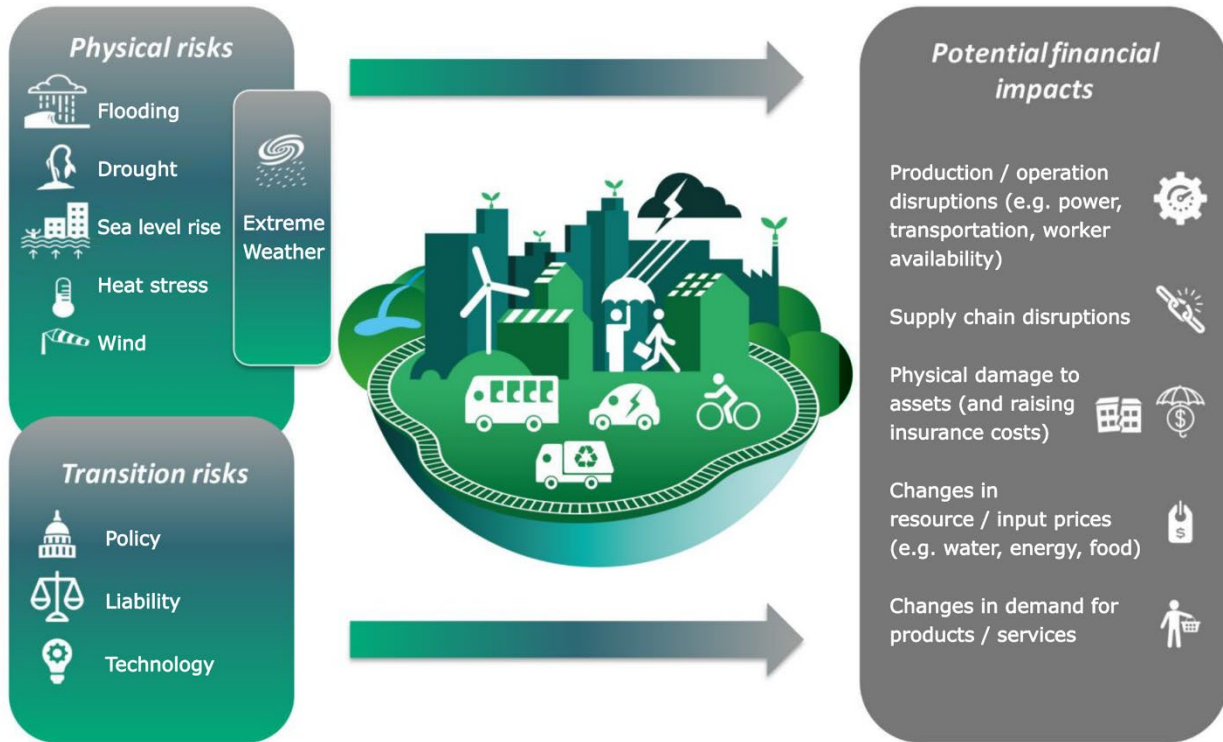 Physical risks
Flooding
Drought
Sea level rise
Heat stress
Wind
Extreme
Weather
Transition risks
Policy
Liability
Technology
Potential financial
impacts
Production / operation
disruptions (e.g. power,
transportation, worker
availability)
Supply chain disruptions
Physical damage to
assets (and raising
insurance costs)
$
Changes in
resource / input prices
(e.g. water, energy, food)
$
Changes in demand for
products / services